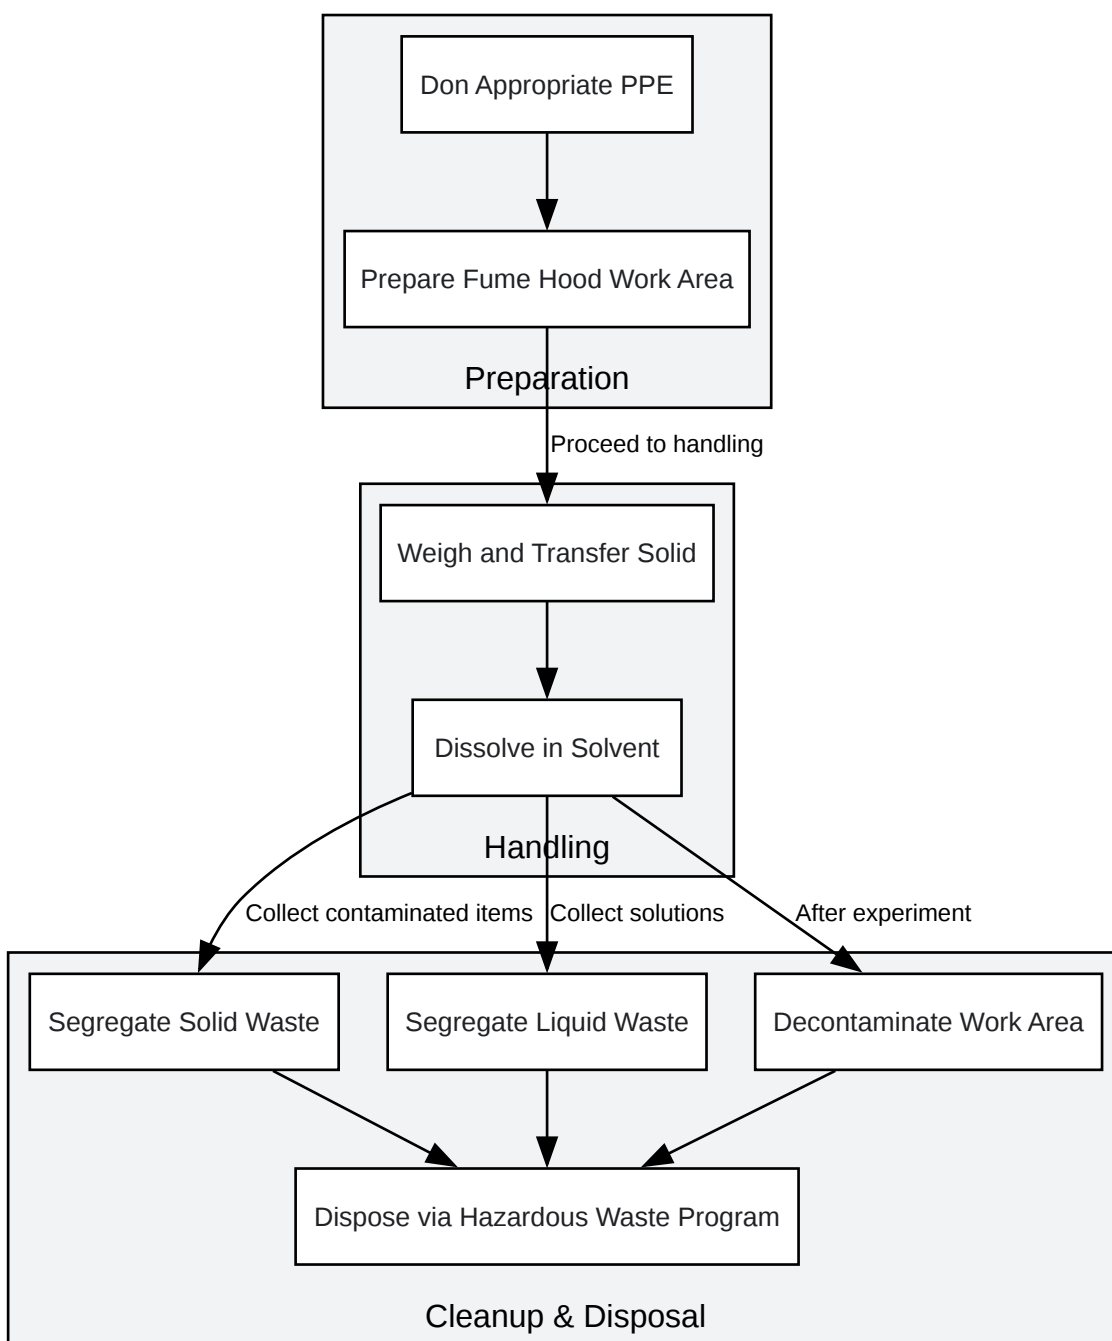 Don Appropriate PPE
Prepare Fume Hood Work Area
Preparation
Proceed to handling
Weigh and Transfer Solid
Dissolve in Solvent
Handling
Collect contaminated items
Collect solutions
After experiment
Segregate Solid Waste
Segregate Liquid Waste
Decontaminate Work Area
Dispose via Hazardous Waste Program
Cleanup & Disposal